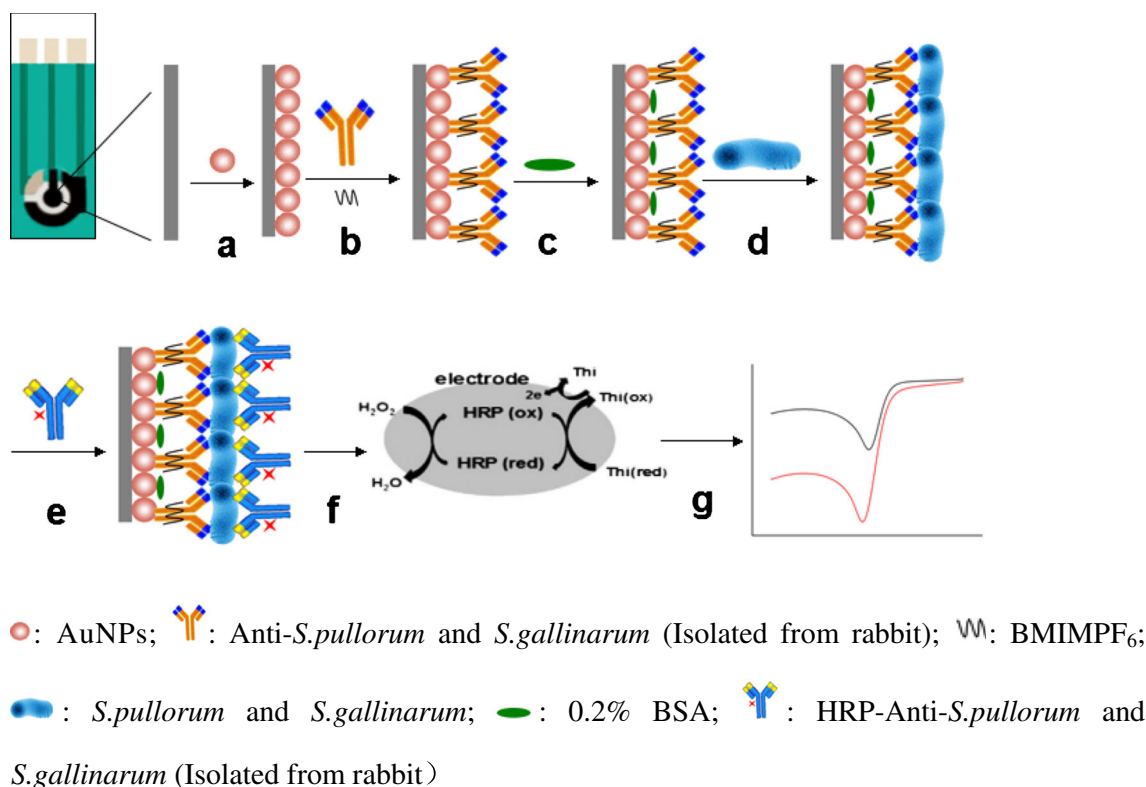 a
b
c
d
e
f
g
electrode
H₂O₂
H₂O
HRP (ox)
HRP (red)
2e
Thi
Thi(ox)
Thi(red)
: AuNPs; : Anti-S.pullorum and S.gallinarum (Isolated from rabbit); : BMIMPF₆;
: S.pullorum and S.gallinarum; : 0.2% BSA; : HRP-Anti-S.pullorum and
S.gallinarum (Isolated from rabbit）